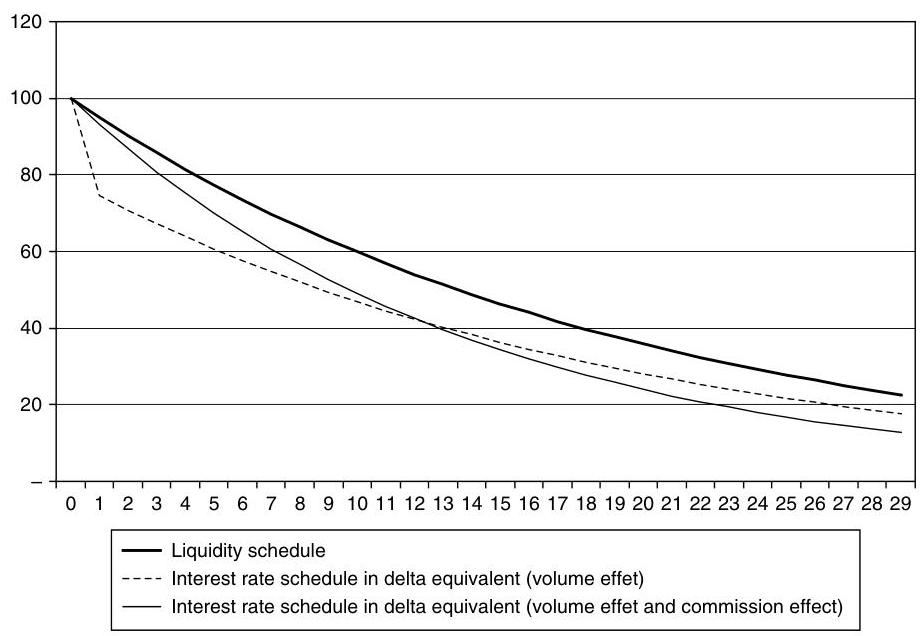 120
100
80
60
40
20
–
0 1 2 3 4 5 6 7 8 9 10 11 12 13 14 15 16 17 18 19 20 21 22 23 24 25 26 27 28 29
Liquidity schedule
Interest rate schedule in delta equivalent (volume effet)
Interest rate schedule in delta equivalent (volume effet and commission effect)